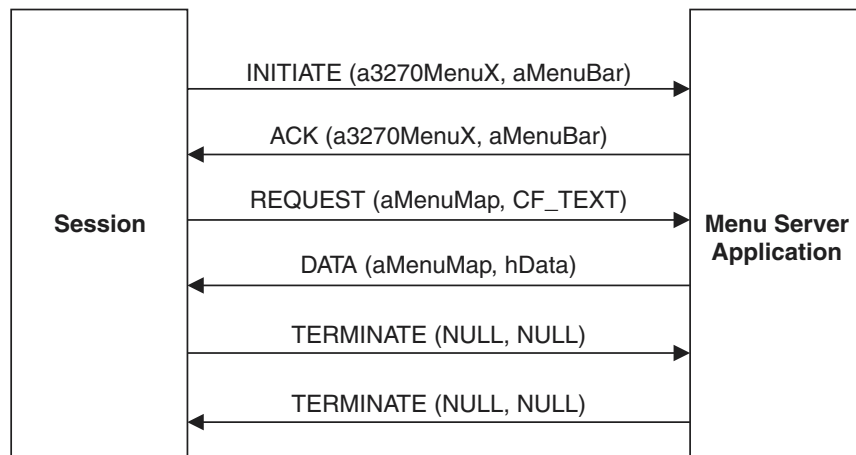 INITIATE (a3270MenuX, aMenuBar)
ACK (a3270MenuX, aMenuBar)
REQUEST (aMenuMap, CF_TEXT)
Session
Menu Server
Application
DATA (aMenuMap, hData)
TERMINATE (NULL, NULL)
TERMINATE (NULL, NULL)